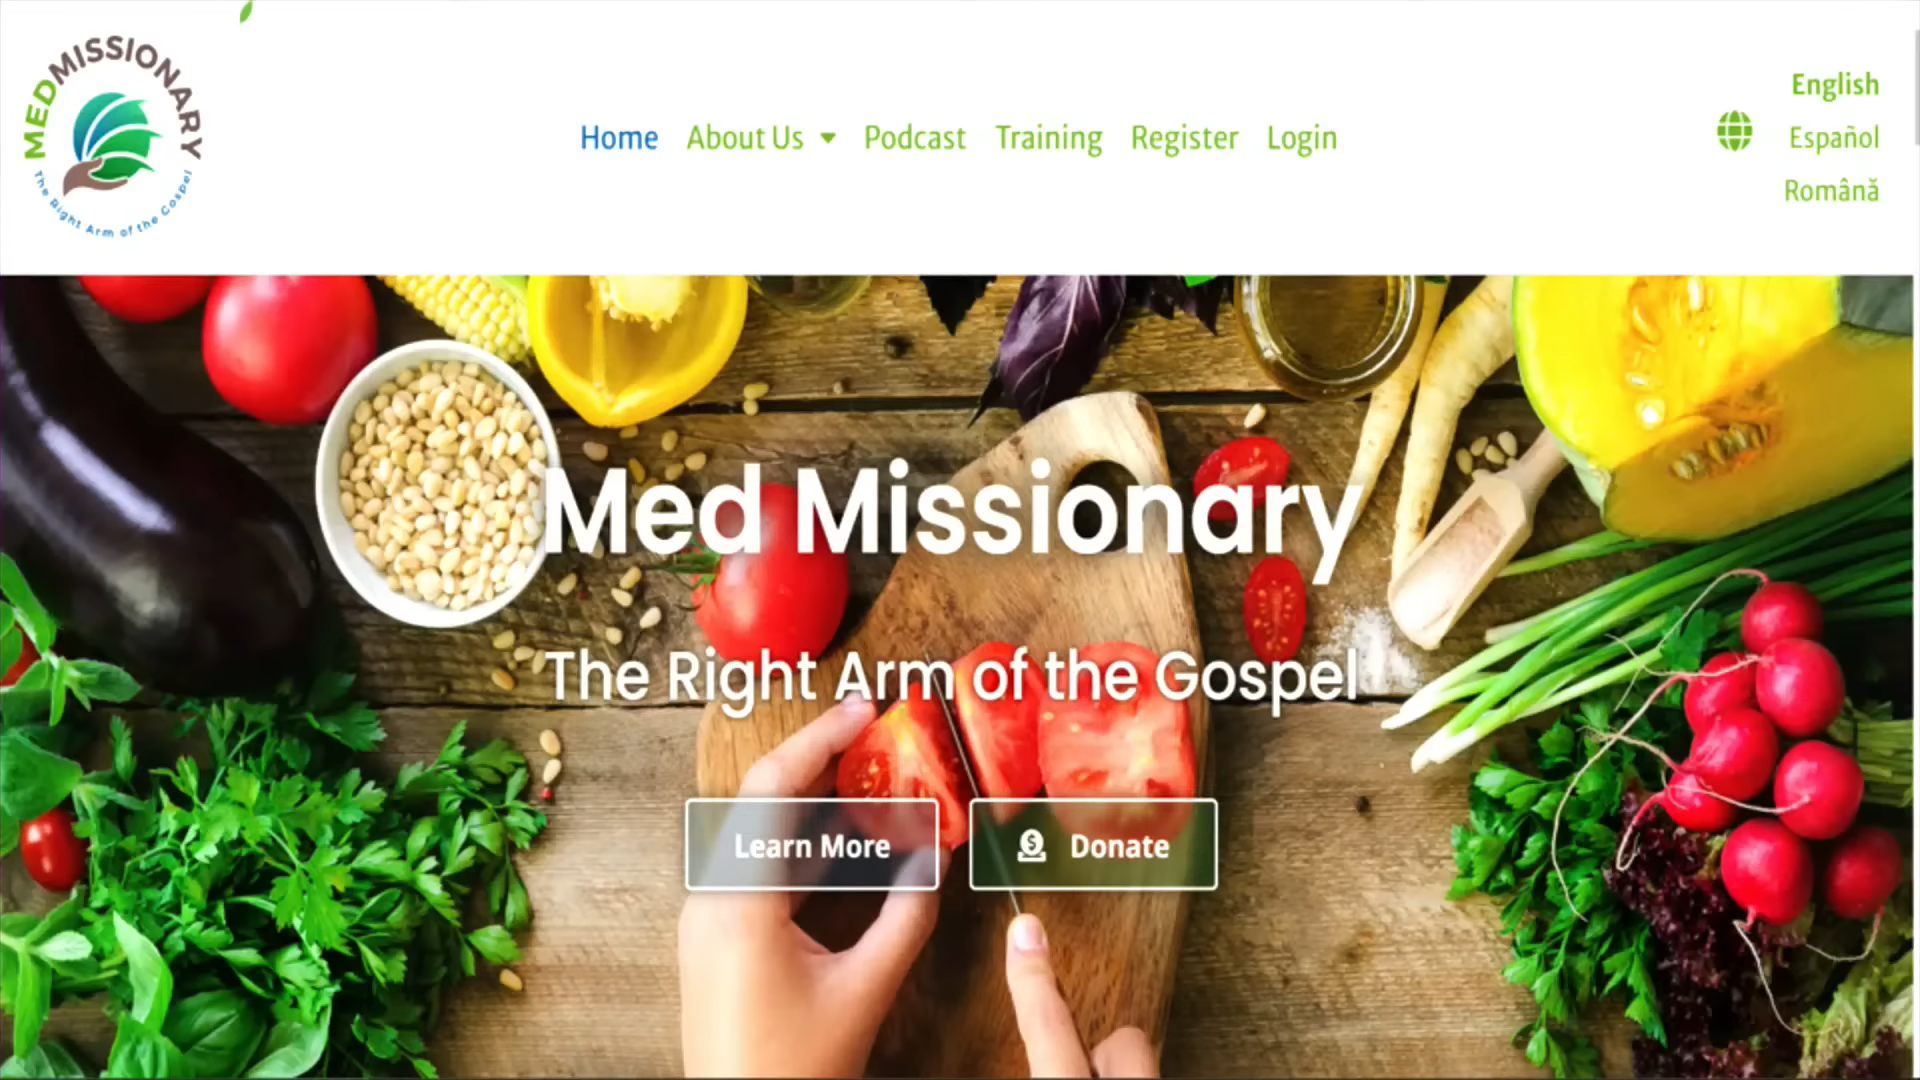 MEDMISSIONARY
The Right Arm of the Gospel
Home About Us Podcast Training Register Login
English
Español
Română
Med Missionary
The Right Arm of the Gospel
Learn More
$ Donate